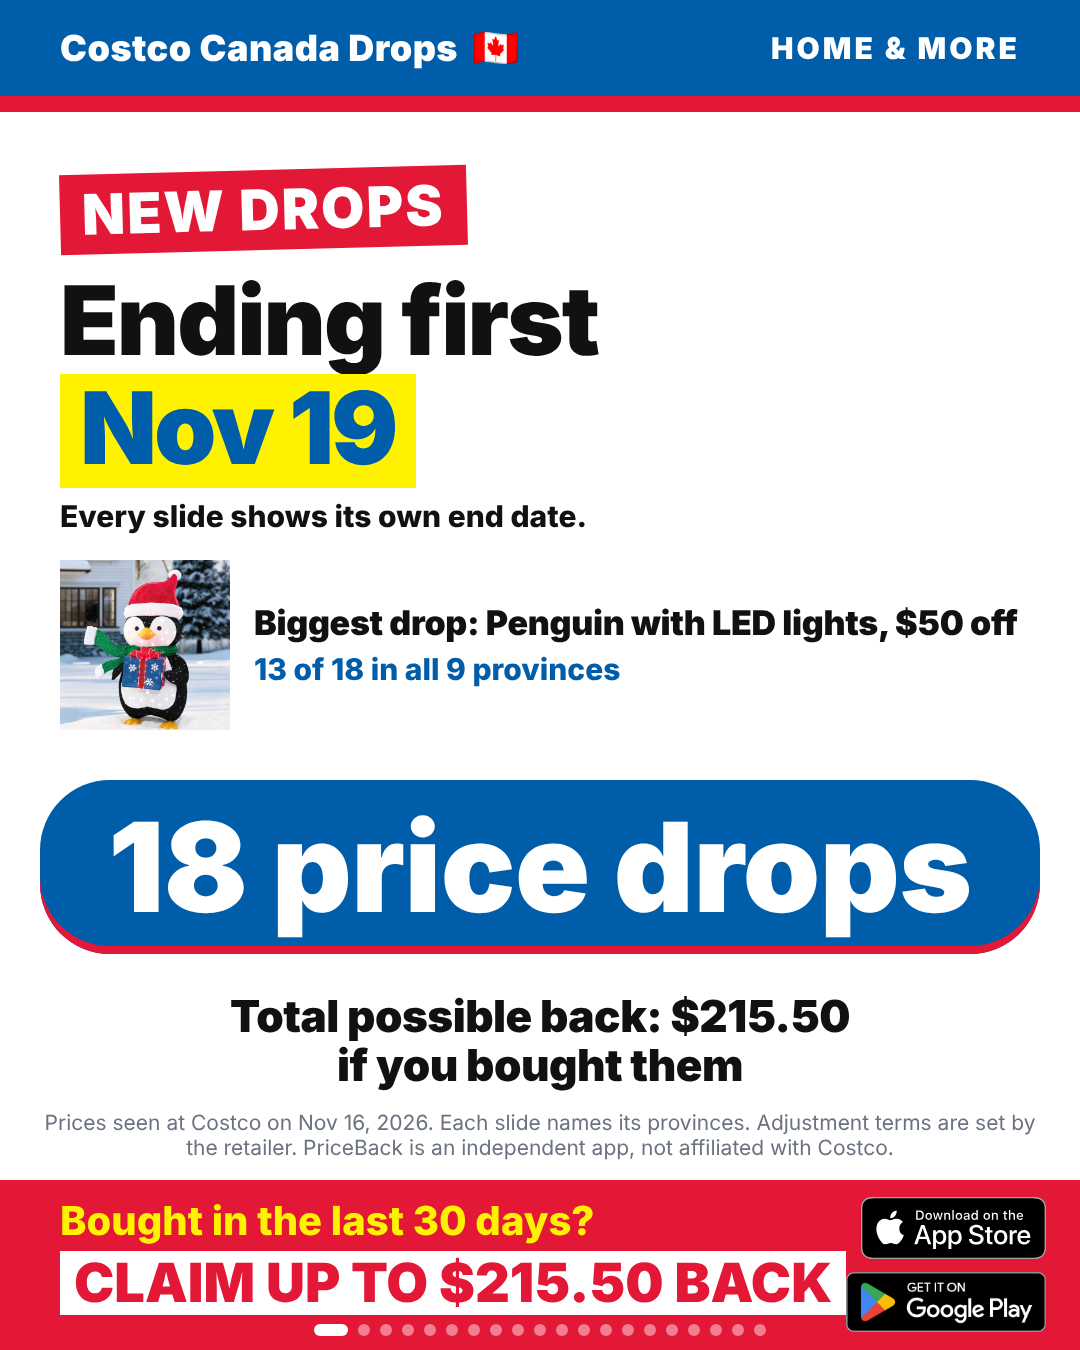 Costco Canada Drops 🇨🇦
HOME & MORE
NEW DROPS
Ending first
Nov 19
Every slide shows its own end date.
Biggest drop: Penguin with LED lights, $50 off
13 of 18 in all 9 provinces
18 price drops
Total possible back: $215.50
if you bought them
Prices seen at Costco on Nov 16, 2026. Each slide names its provinces. Adjustment terms are set by
the retailer. PriceBack is an independent app, not affiliated with Costco.
Bought in the last 30 days?
CLAIM UP TO $215.50 BACK
Download on the
App Store
GET IT ON
Google Play